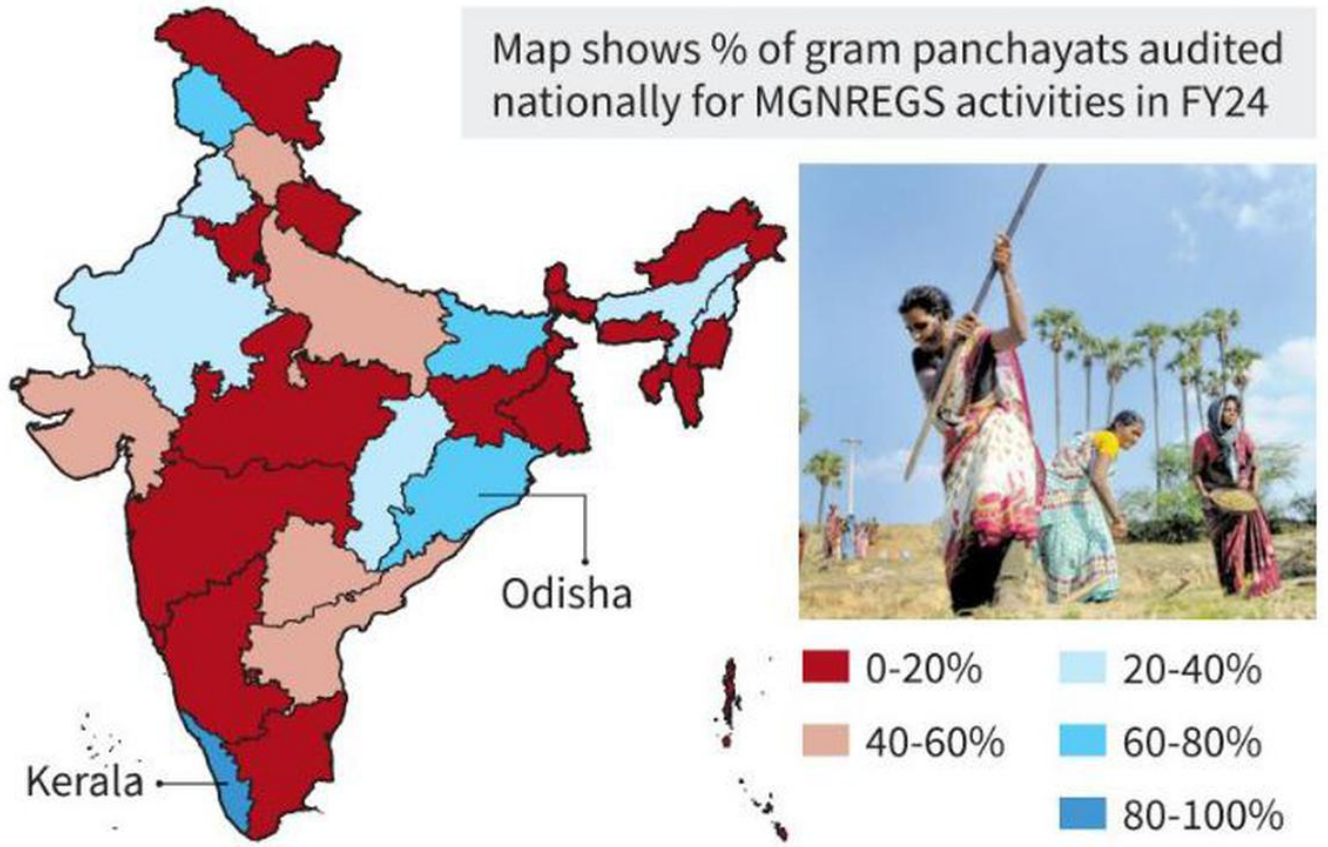 Map shows % of gram panchayats audited
nationally for MGNREGS activities in FY24
Odisha
Kerala
0-20%
20-40%
40-60%
60-80%
80-100%